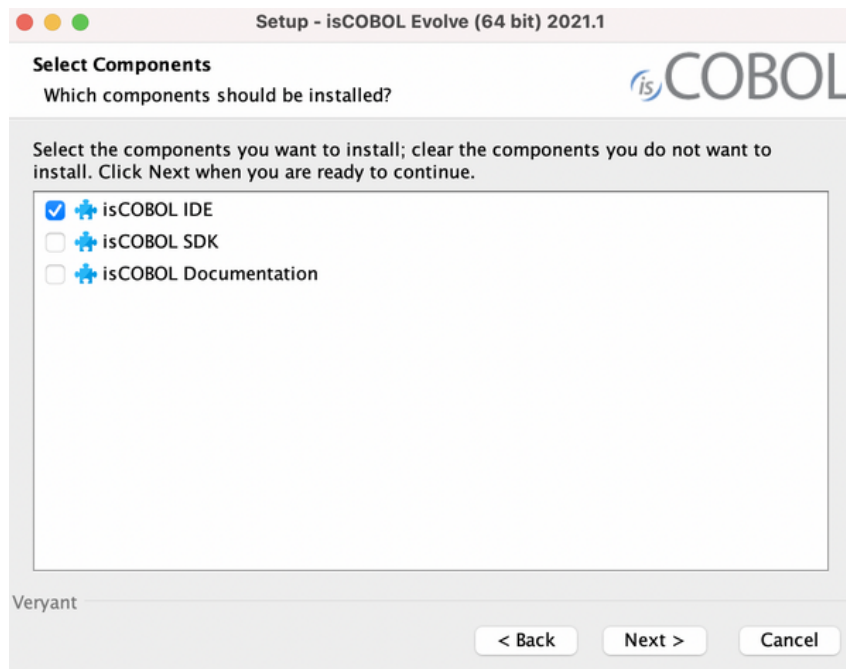 Setup - isCOBOL Evolve (64 bit) 2021.1
Select Components
Which components should be installed?
isCOBOL
Select the components you want to install; clear the components you do not want to
install. Click Next when you are ready to continue.
isCOBOL IDE
isCOBOL SDK
isCOBOL Documentation
Veryant
< Back Next > Cancel